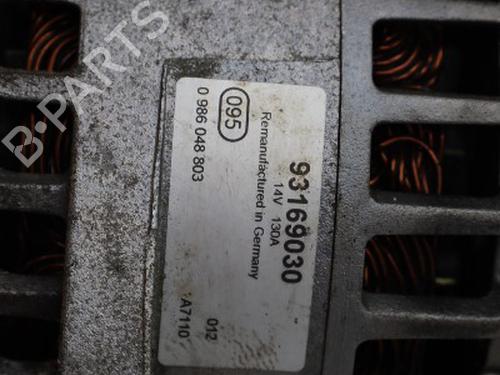 93169030
14V 130A
Remanufactured in Germany
095
0 986 048 803
012
A7110
B-PARTS